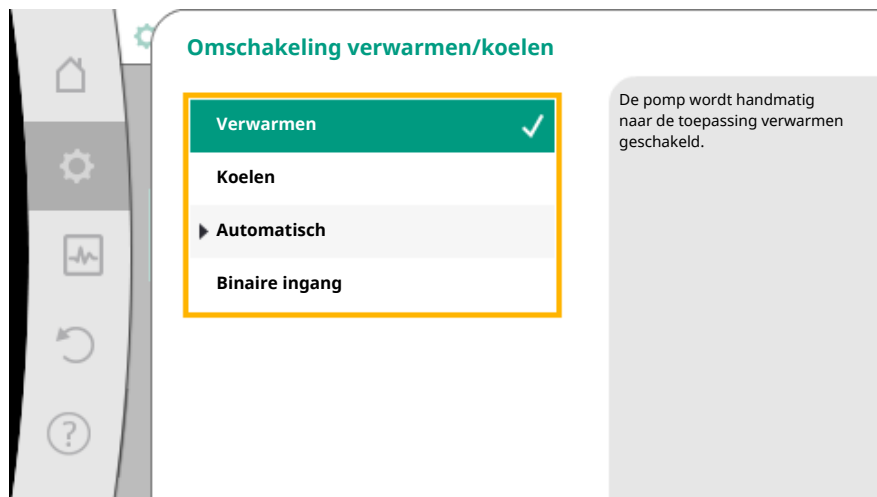 Omschakeling verwarmen/koelen
Verwarmen
Koelen
Automatisch
Binaire ingang
De pomp wordt handmatig
naar de toepassing verwarmen
geschakeld.
?